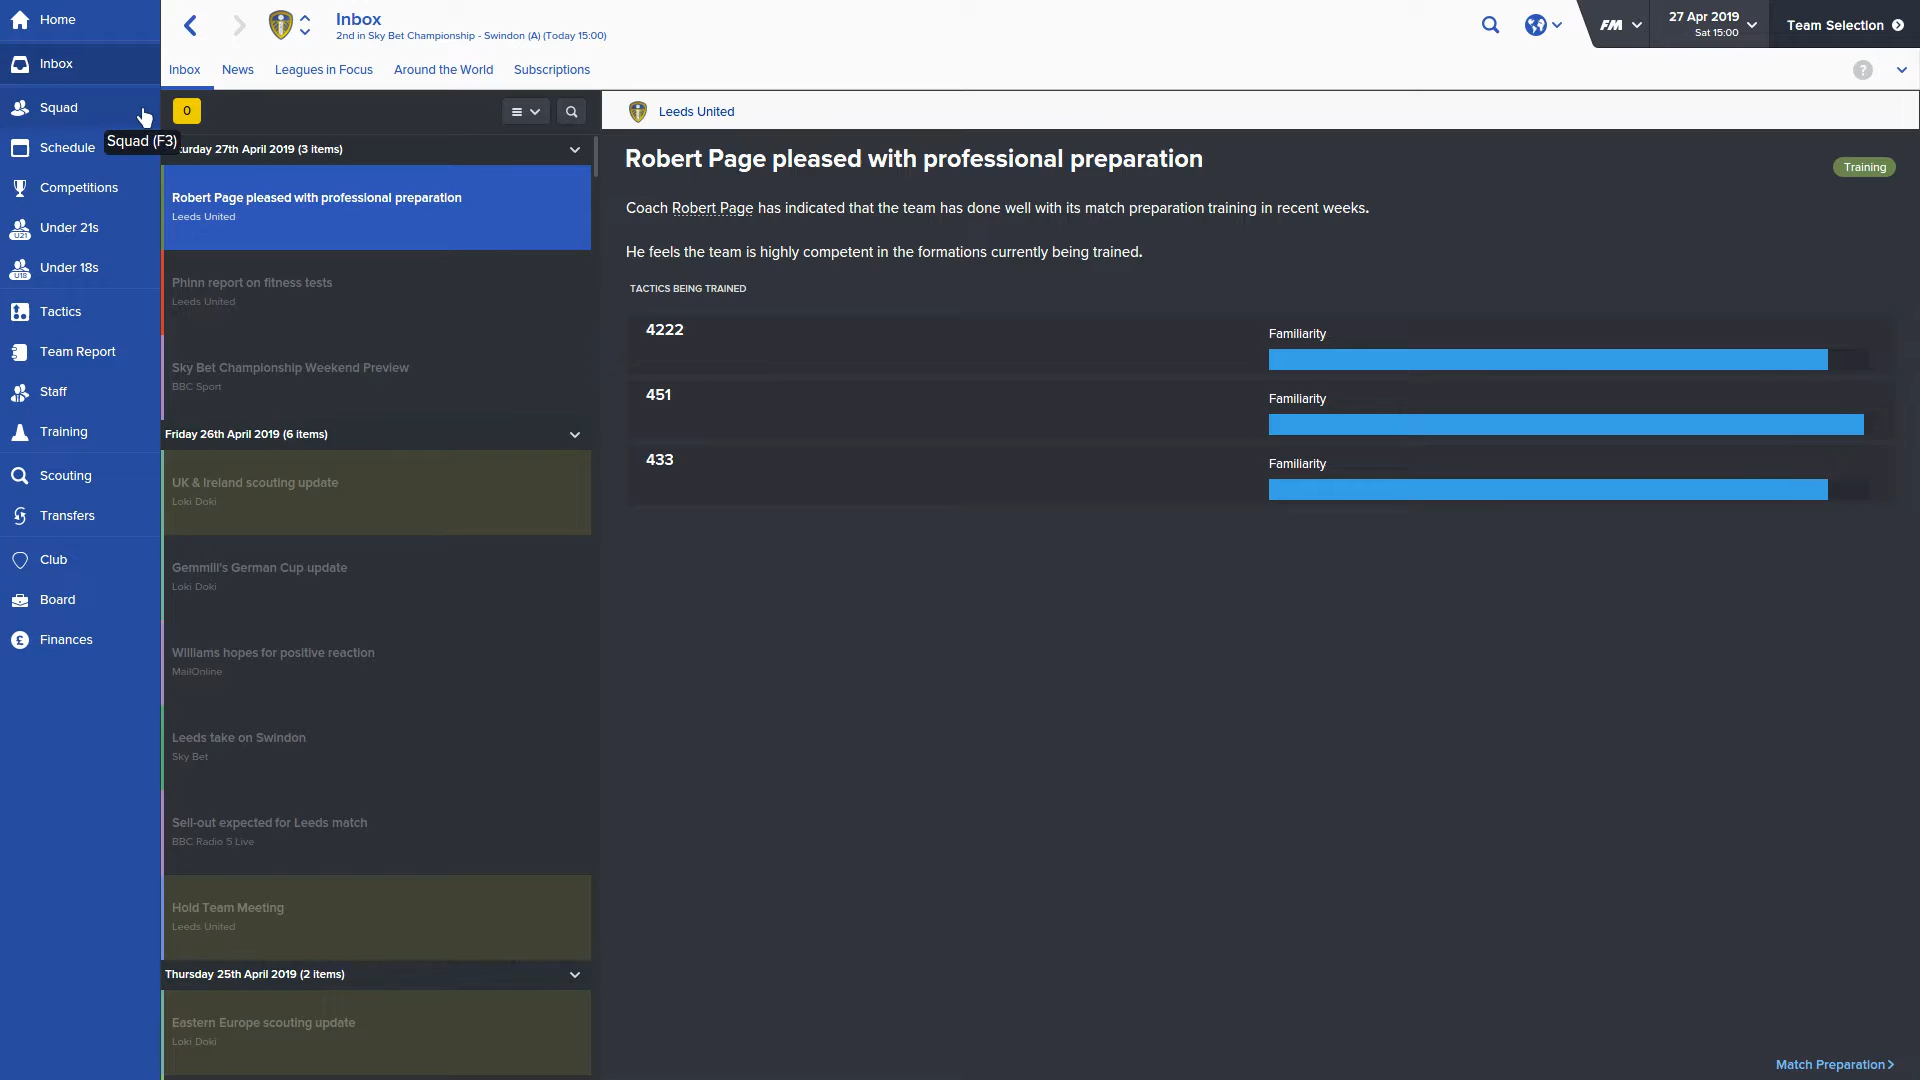 Home
Inbox
Squad
Squad (F3)
Schedule
Competitions
Under 21s
Under 18s
Tactics
Team Report
Staff
Training
Scouting
Transfers
Club
Board
Finances
Inbox
2nd in Sky Bet Championship - Swindon (A) (Today 15:00)
FM
27 Apr 2019
Sat 15:00
Team Selection
Inbox News Leagues in Focus Around the World Subscriptions
?
0
urday 27th April 2019 (3 items)
Robert Page pleased with professional preparation
Leeds United
Phinn report on fitness tests
Leeds United
Sky Bet Championship Weekend Preview
BBC Sport
Friday 26th April 2019 (6 items)
UK & Ireland scouting update
Loki Doki
Gemmill's German Cup update
Loki Doki
Williams hopes for positive reaction
MailOnline
Leeds take on Swindon
Sky Bet
Sell-out expected for Leeds match
BBC Radio 5 Live
Hold Team Meeting
Leeds United
Thursday 25th April 2019 (2 items)
Eastern Europe scouting update
Loki Doki
Leeds United
Robert Page pleased with professional preparation
Training
Coach Robert Page has indicated that the team has done well with its match preparation training in recent weeks.
He feels the team is highly competent in the formations currently being trained.
TACTICS BEING TRAINED
4222
Familiarity
451
Familiarity
433
Familiarity
Match Preparation >